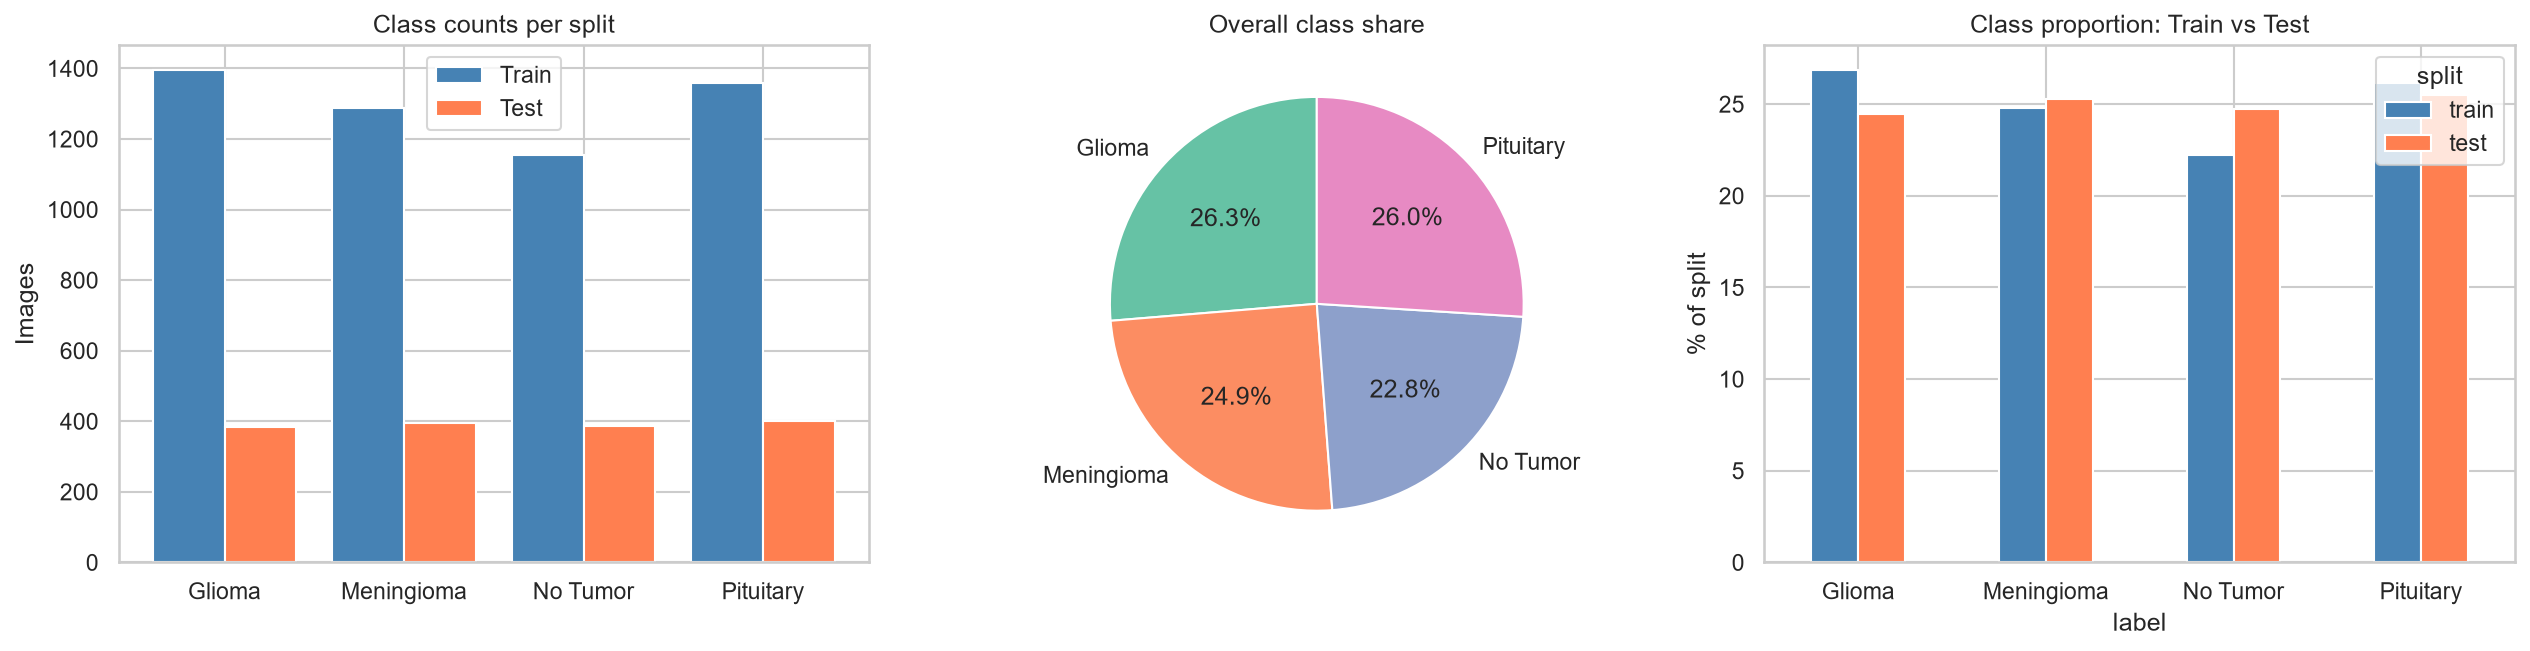 Class counts per split
Images
1400
1200
1000
800
600
400
200
0
Train
Test
Glioma
Meningioma
No Tumor
Pituitary
Overall class share
Glioma
Pituitary
26.3%
26.0%
24.9%
22.8%
Meningioma
No Tumor
Class proportion: Train vs Test
% of split
25
20
15
10
5
0
split
train
test
Glioma
Meningioma
No Tumor
Pituitary
label